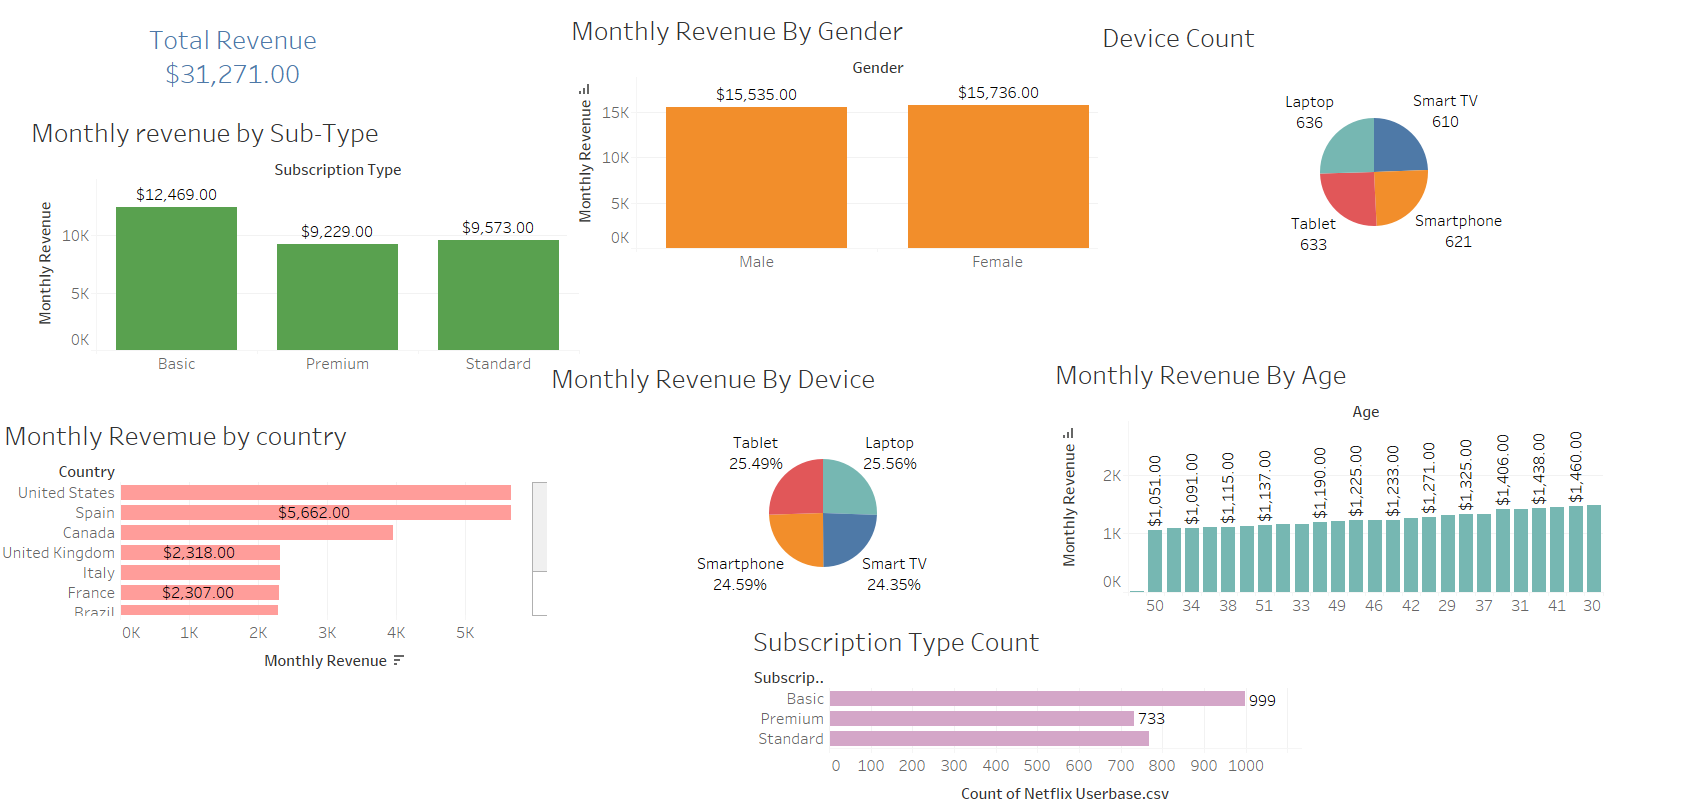 Total Revenue
$31,271.00
Monthly revenue by Sub-Type
Subscription Type
Monthly Revenue
$12,469.00
$9,229.00
$9,573.00
10K
5K
0K
Basic
Premium
Standard
Monthly Revenue By Gender
Gender
Monthly Revenue
$15,535.00
$15,736.00
15K
10K
5K
0K
Male
Female
Device Count
Laptop
636
Smart TV
610
Tablet
633
Smartphone
621
Monthly Revemue by country
Country
United States
Spain
$5,662.00
Canada
United Kingdom
$2,318.00
Italy
France
$2,307.00
Brazil
0K 1K 2K 3K 4K 5K
Monthly Revenue
Monthly Revenue By Device
Tablet
25.49%
Laptop
25.56%
Smartphone
24.59%
Smart TV
24.35%
Monthly Revenue By Age
Age
Monthly Revenue
2K
1K
0K
$1,051.00
$1,091.00
$1,115.00
$1,137.00
$1,190.00
$1,225.00
$1,233.00
$1,271.00
$1,325.00
$1,406.00
$1,438.00
$1,460.00
50 34 38 51 33 49 46 42 29 37 31 41 30
Subscription Type Count
Subscrip..
Basic
999
Premium
733
Standard
0 100 200 300 400 500 600 700 800 900 1000
Count of Netflix Userbase.csv